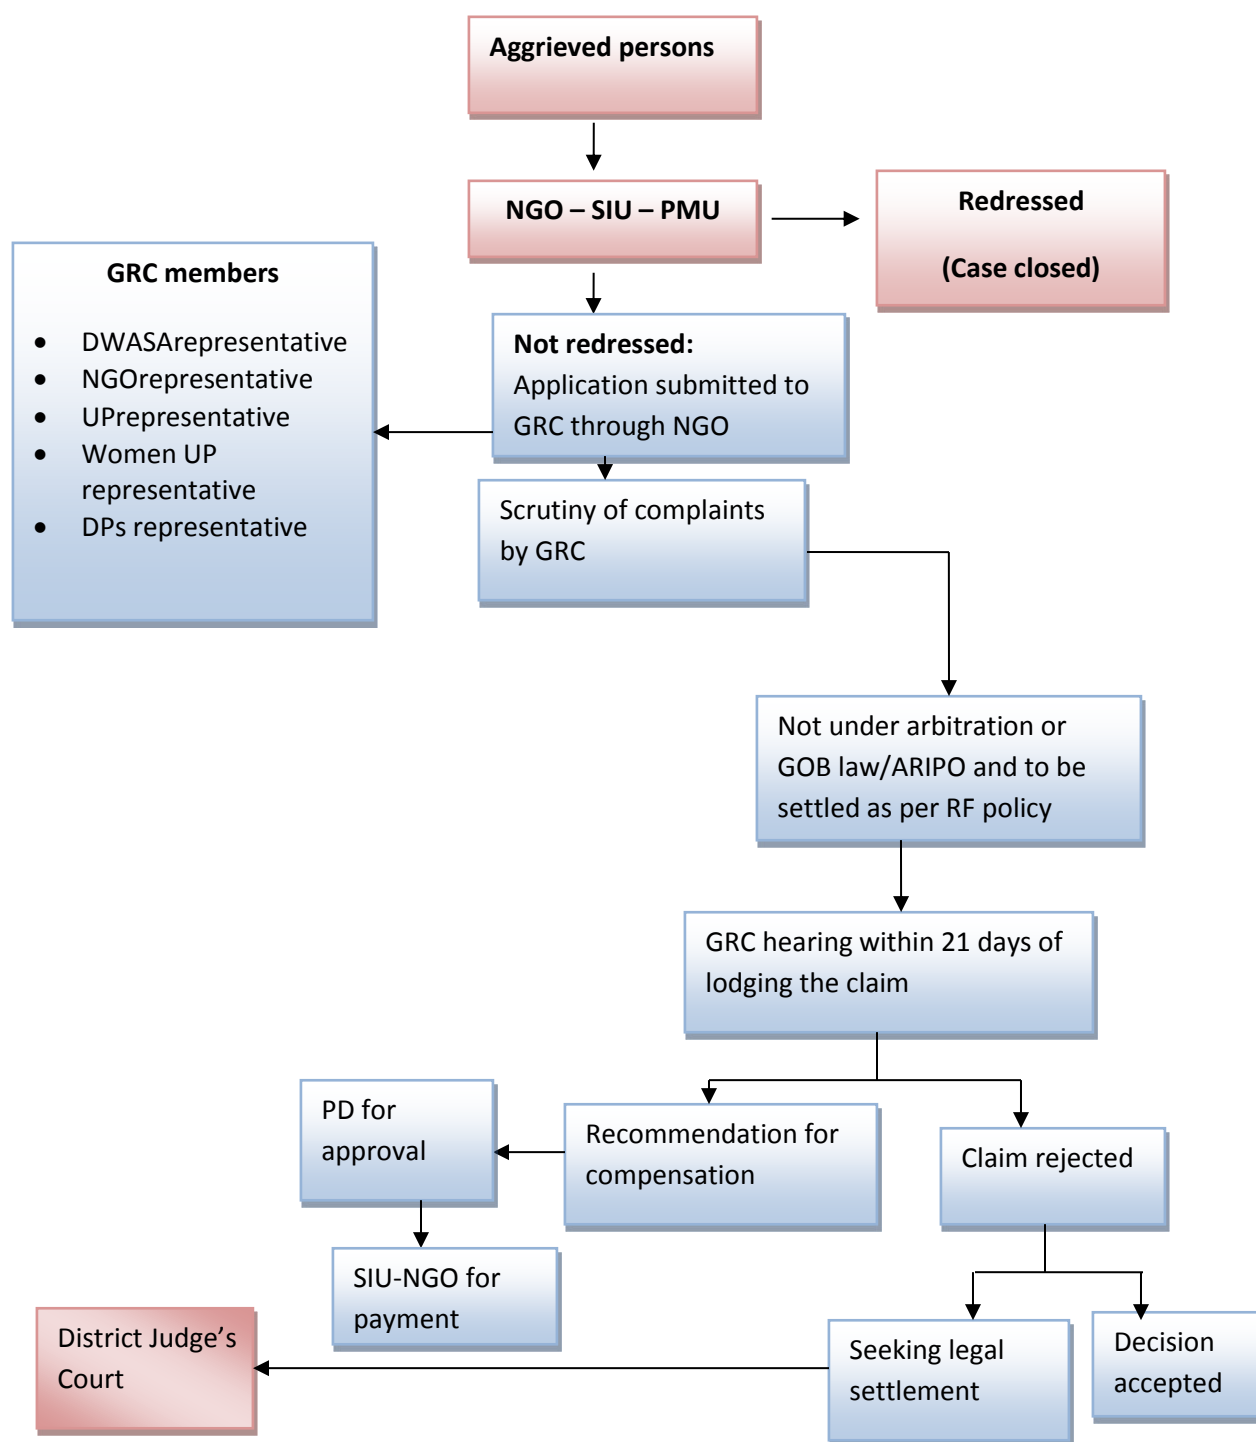 Aggrieved persons
NGO – SIU – PMU
Redressed
(Case closed)
GRC members
• DWASArepresentative
• NGOrepresentative
• UPrepresentative
• Women UP
representative
• DPs representative
Not redressed:
Application submitted to
GRC through NGO
Scrutiny of complaints
by GRC
Not under arbitration or
GOB law/ARIPO and to be
settled as per RF policy
GRC hearing within 21 days of
lodging the claim
PD for
approval
Recommendation for
compensation
Claim rejected
SIU-NGO for
payment
District Judge’s
Court
Seeking legal
settlement
Decision
accepted